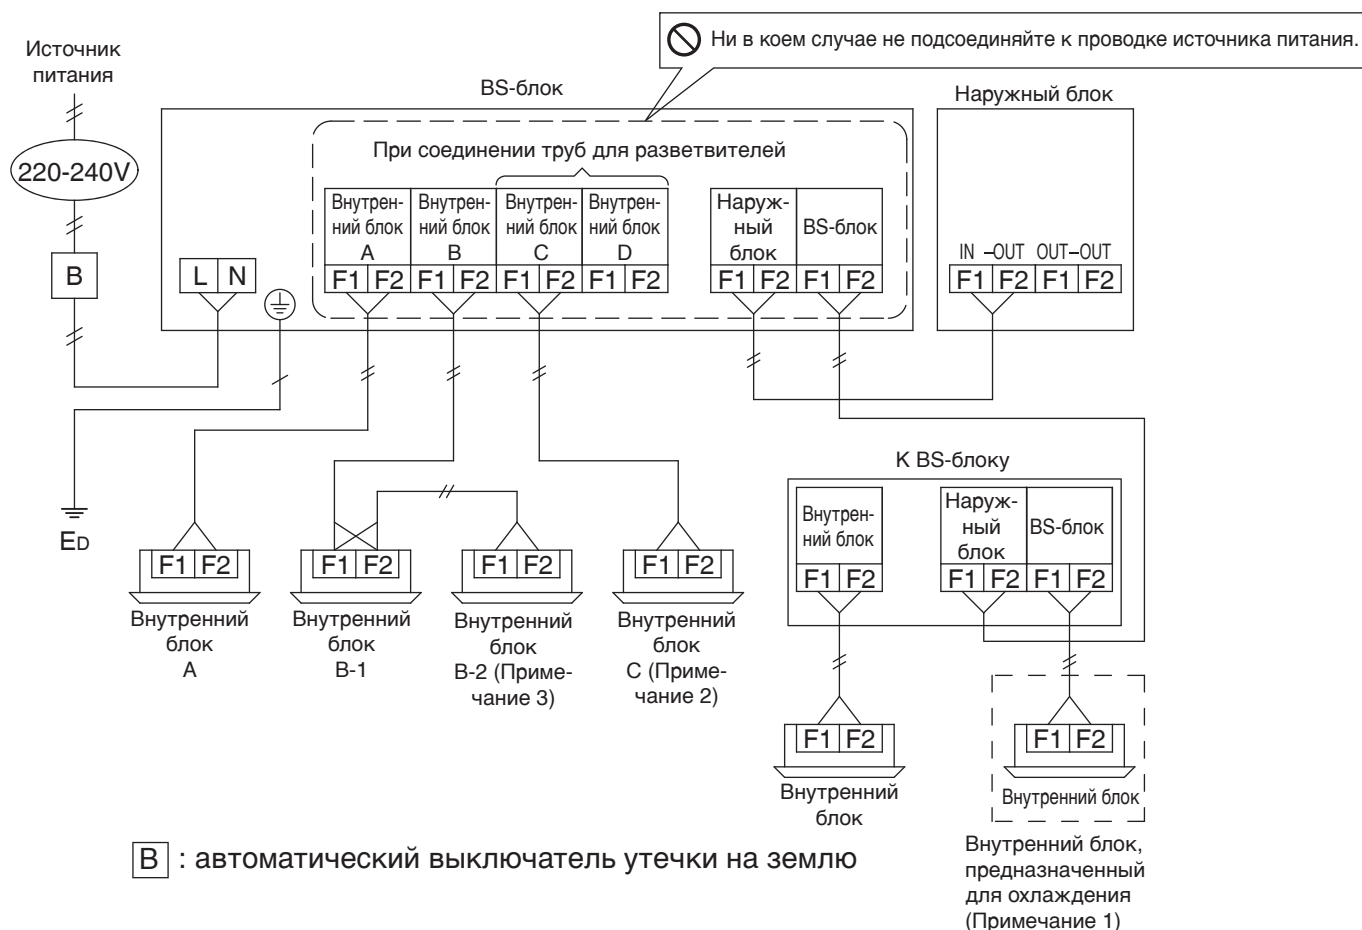 Ни в коем случае не подсоединяйте к проводке источника питания.
Источник
питания
BS-блок
Наружный блок
220-240V
При соединении труб для разветвителей
Внутрен-
ний блок
A
Внутрен-
ний блок
B
Внутрен-
ний блок
C
Внутрен-
ний блок
D
Наруж-
ный
блок
BS-блок
IN –OUT OUT–OUT
B
L N
F1 F2 F1 F2 F1 F2 F1 F2
F1 F2 F1 F2
F1 F2 F1 F2
ED
К BS-блоку
Внутрен-
ний блок
Наруж-
ный
блок
BS-блок
F1 F2
F1 F2 F1 F2
F1 F2
Внутренний
блок
A
F1 F2
Внутренний
блок
B-1
F1 F2
Внутренний
блок
B-2 (Приме-
чание 3)
F1 F2
Внутренний
блок
C (Приме-
чание 2)
F1 F2
Внутренний
блок
F1 F2
Внутренний блок
Внутренний блок,
предназначенный
для охлаждения
(Примечание 1)
B : автоматический выключатель утечки на землю